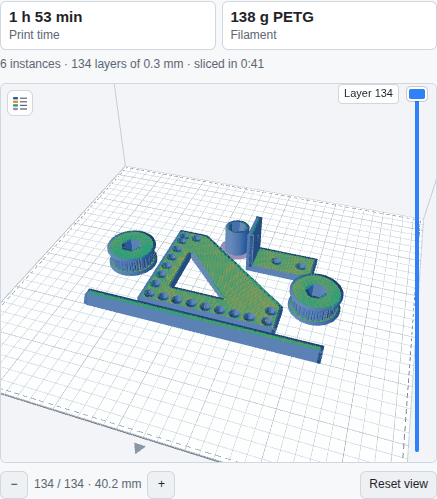 1 h 53 min
138 g PETG
Print time
Filament
6 instances · 134 layers of 0.3 mm · sliced in 0:41
Layer 134
− 134 / 134 · 40.2 mm + Reset view